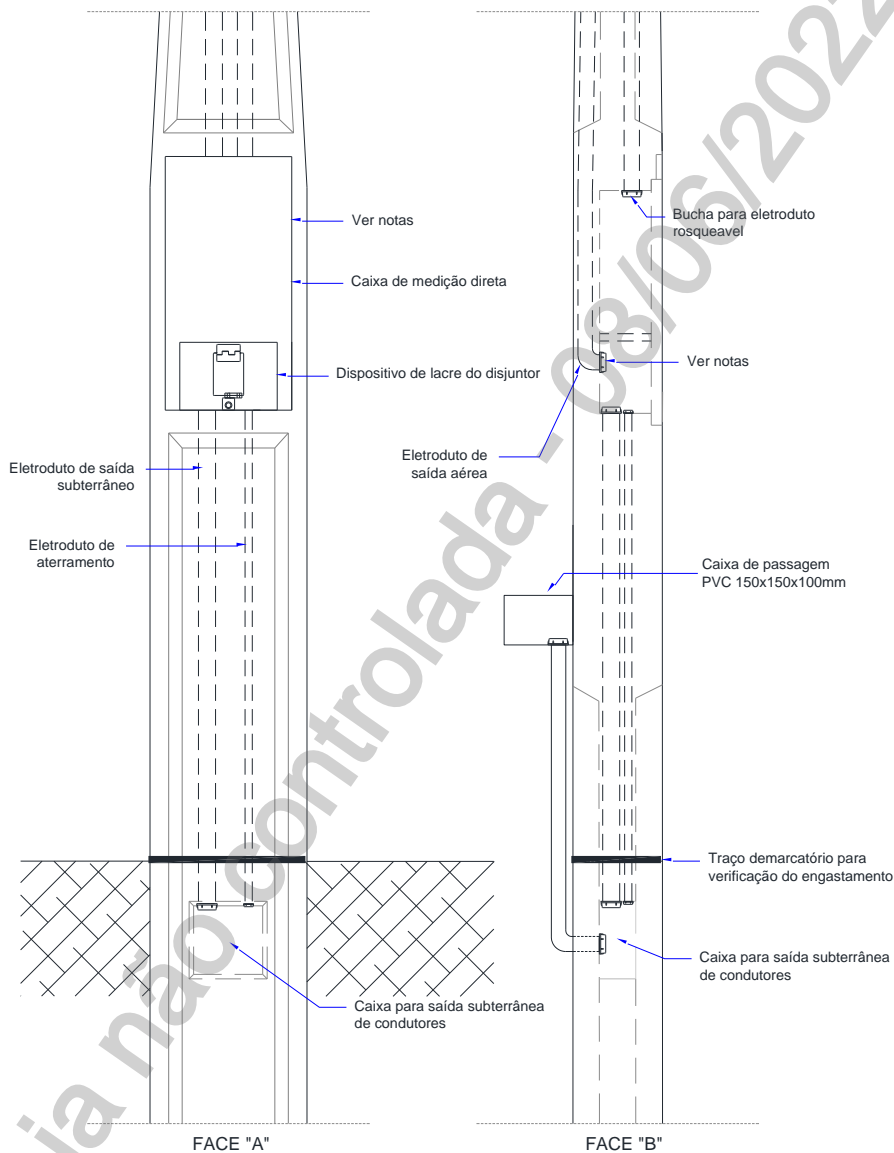 Ver notas
Caixa de medição direta
Dispositivo de lacre do disjuntor
Eletroduto de saída
subterrâneo
Eletroduto de
aterramento
Caixa para saída subterrânea
de condutores
FACE "A"
Bucha para eletroduto
rosqueavel
Ver notas
Eletroduto de
saída aérea
Caixa de passagem
PVC 150x150x100mm
Traço demarcatório para
verificação do engastamento
Caixa para saída subterrânea
de condutores
FACE "B"
ia não controlada - 08/06/2022